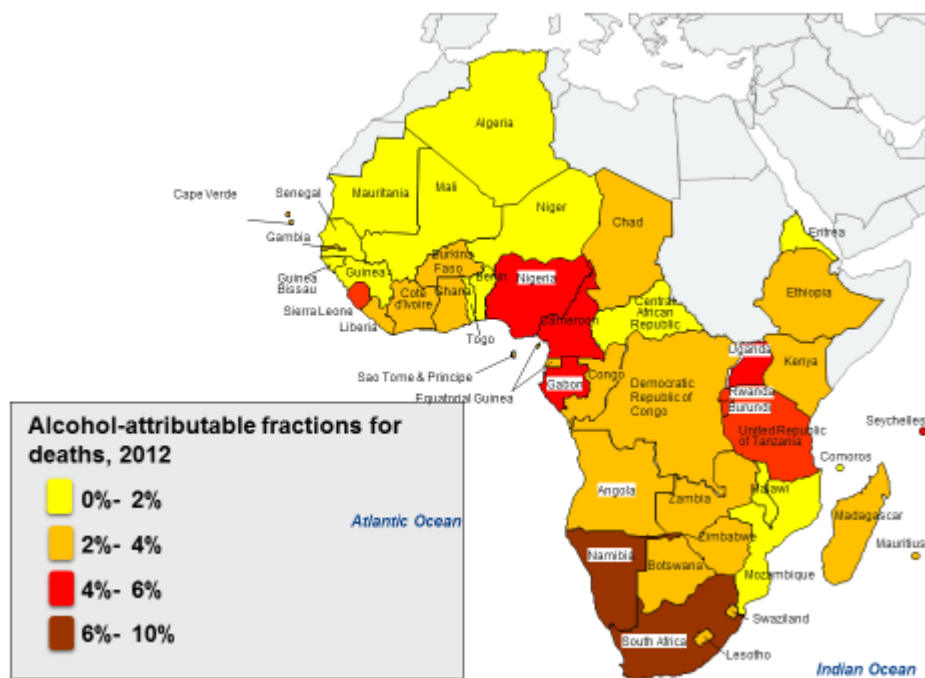 Algeria
Cape Verde
Senegal
Mauritania
Mali
Niger
Chad
Eritrea
Gambia
Guinea
Bissau
Guinea
Burkina
Faso
Benin
Nigeria
Ethiopia
Sierra Leone
Liberia
Cote
d'Ivoire
Ghana
Togo
Cameroon
Central
African
Republic
Uganda
Kenya
Sao Tome & Principe
Equatorial Guinea
Gabon
Congo
Democratic
Republic of
Congo
Rwanda
Burundi
United Republic
of Tanzania
Seychelles
Comoros
Alcohol-attributable fractions for
deaths, 2012
0%- 2%
2%- 4%
4%- 6%
6%- 10%
Atlantic Ocean
Angola
Zambia
Malawi
Madagascar
Mauritius
Zimbabwe
Namibia
Botswana
Mozambique
Swaziland
South Africa
Lesotho
Indian Ocean